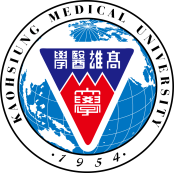 KAOHSIUNG MEDICAL UNIVERSITY
高雄醫學
·1954·